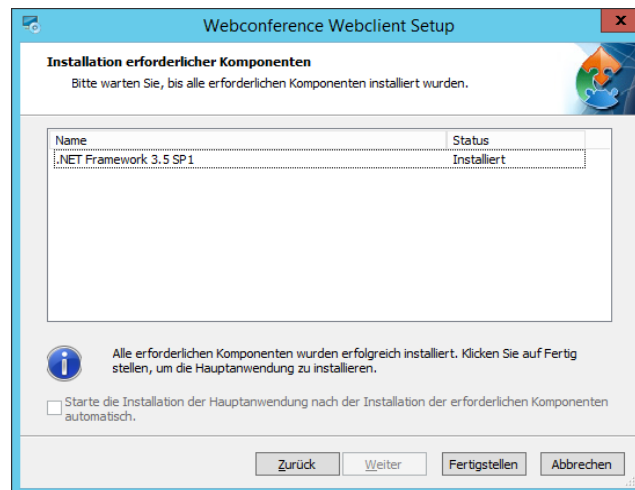 Webconference Webclient Setup
x
Installation erforderlicher Komponenten
Bitte warten Sie, bis alle erforderlichen Komponenten installiert wurden.
Name Status
.NET Framework 3.5 SP1 Installiert
Alle erforderlichen Komponenten wurden erfolgreich installiert. Klicken Sie auf Fertig
stellen, um die Hauptanwendung zu installieren.
Starte die Installation der Hauptanwendung nach der Installation der erforderlichen Komponenten
automatisch.
Zurück Weiter Fertigstellen Abbrechen